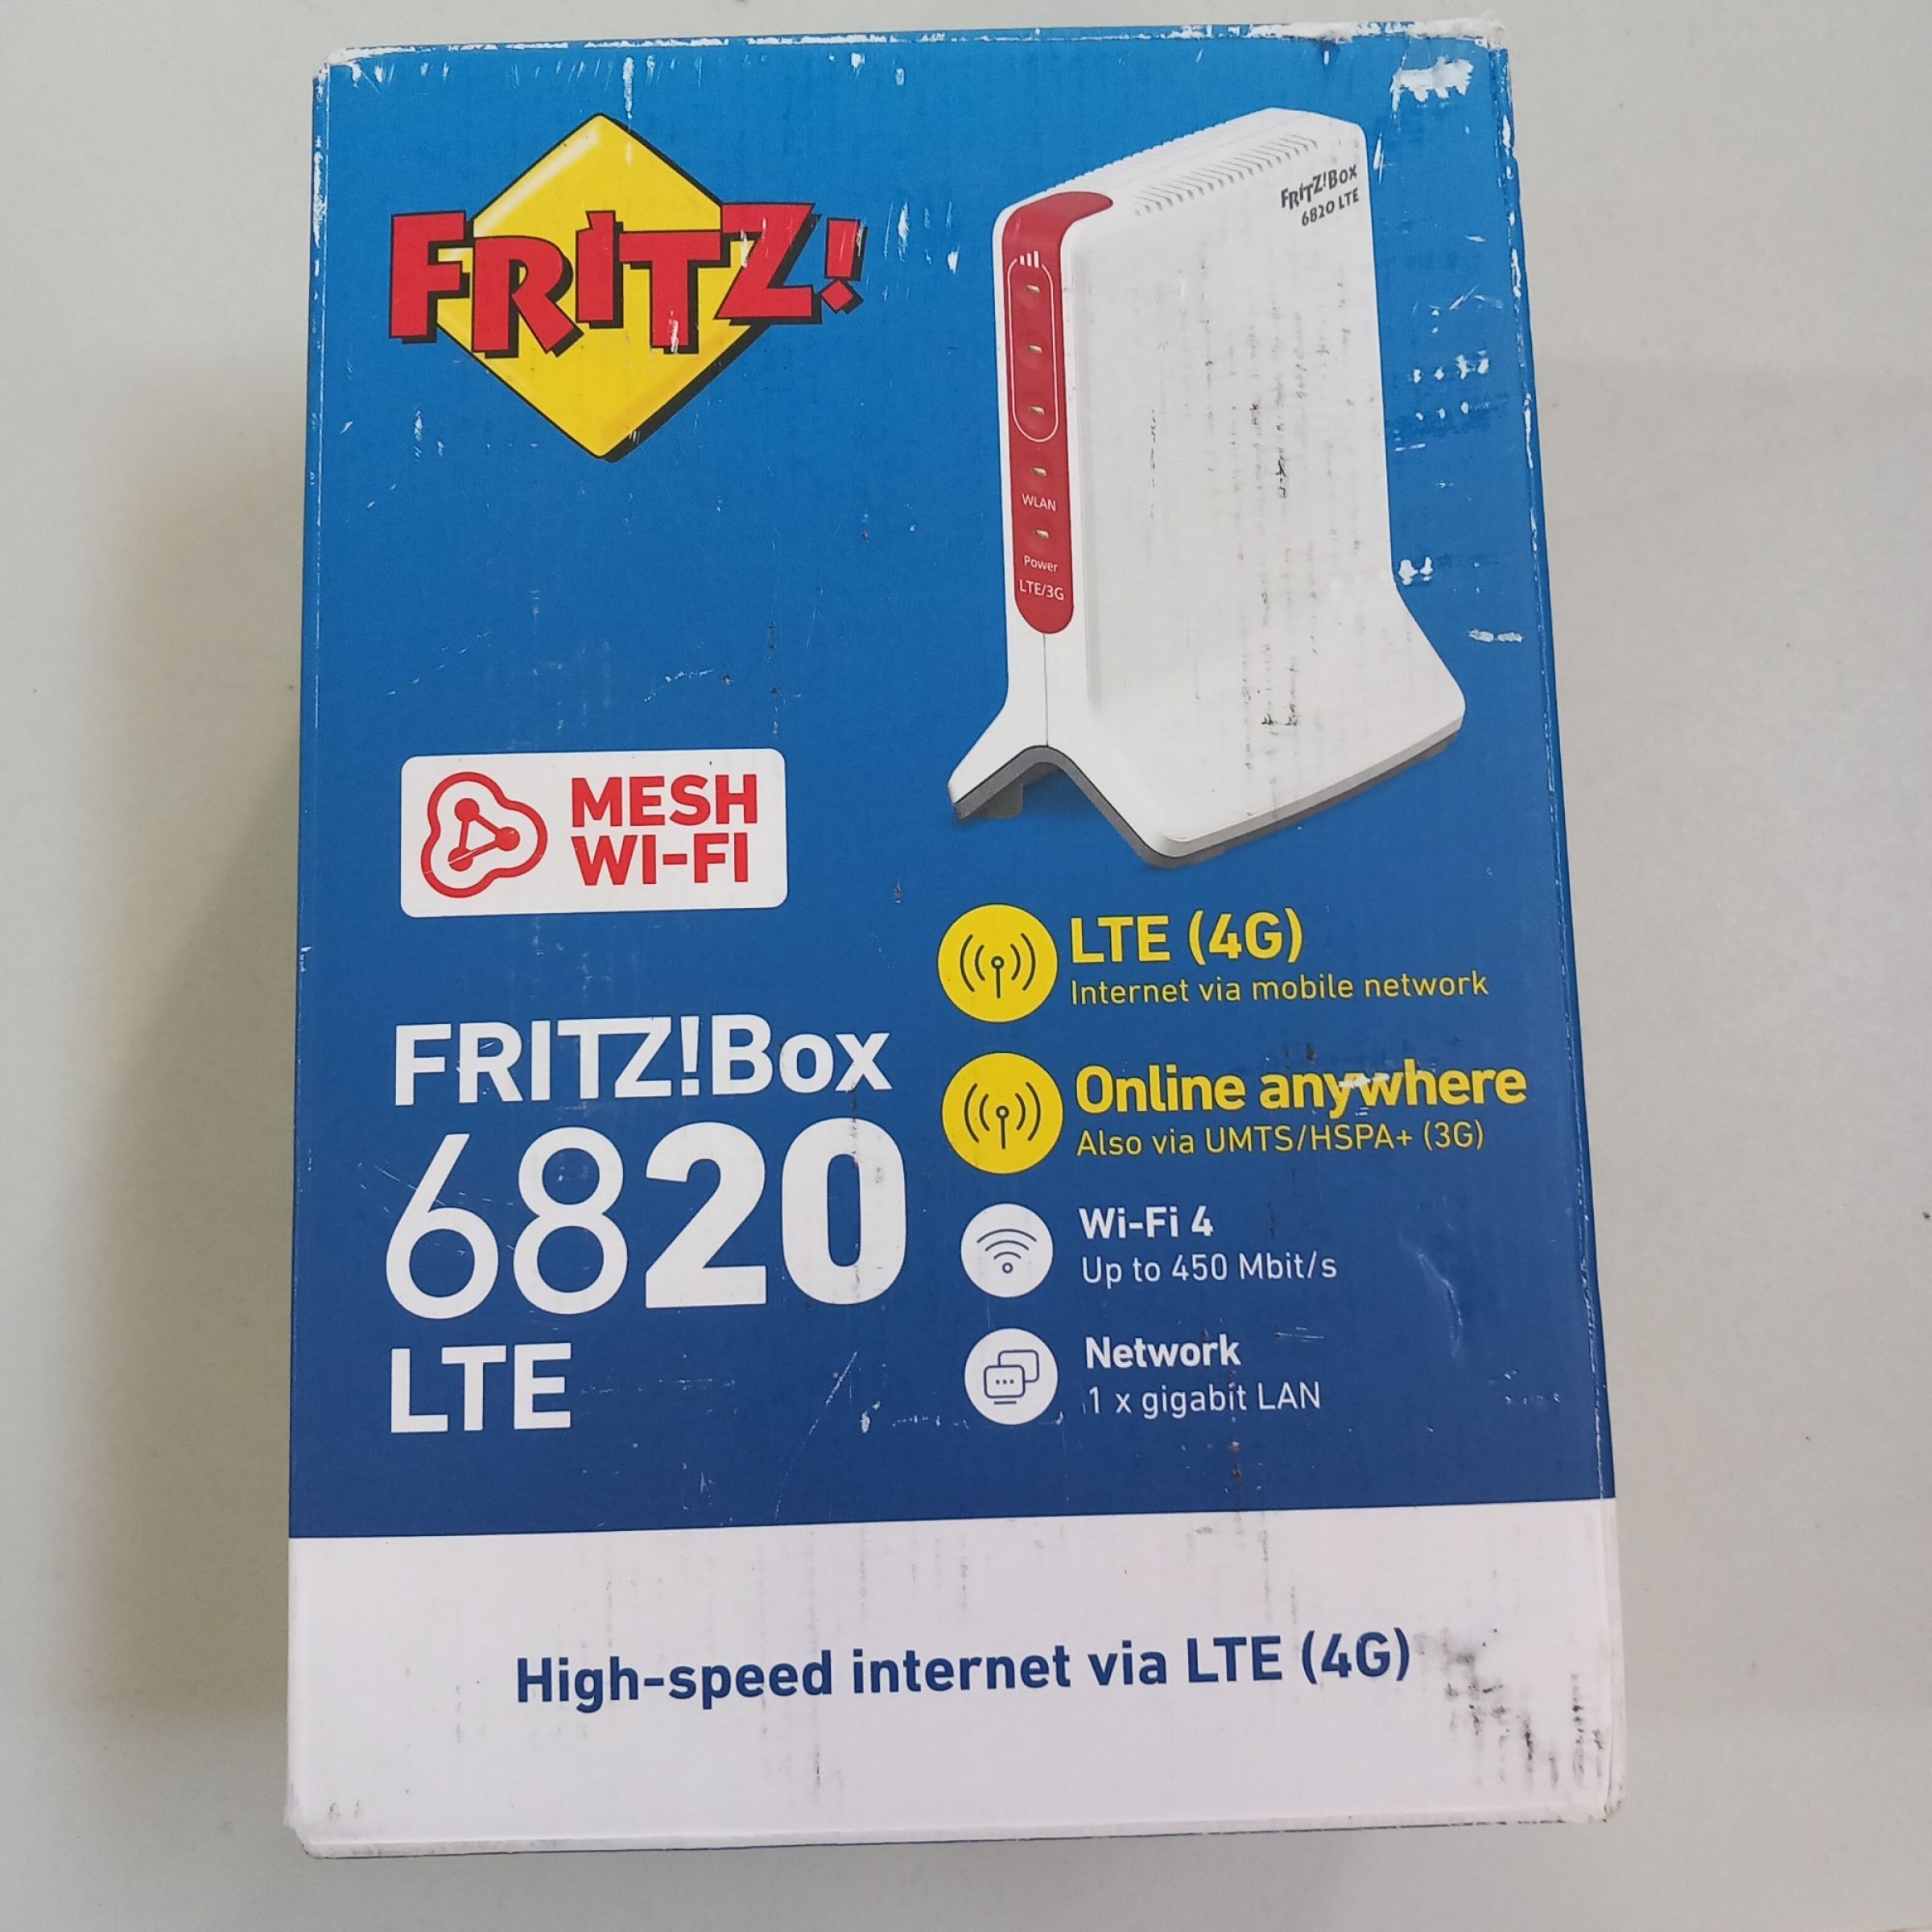 FRITZ!
FRITZ!Box
6820 LTE
WLAN
Power
LTE/3G
MESH
WI-FI
FRITZ!Box
6820
LTE
LTE (4G)
Internet via mobile network
Online anywhere
Also via UMTS/HSPA+ (3G)
Wi-Fi 4
Up to 450 Mbit/s
Network
1 x gigabit LAN
High-speed internet via LTE (4G)